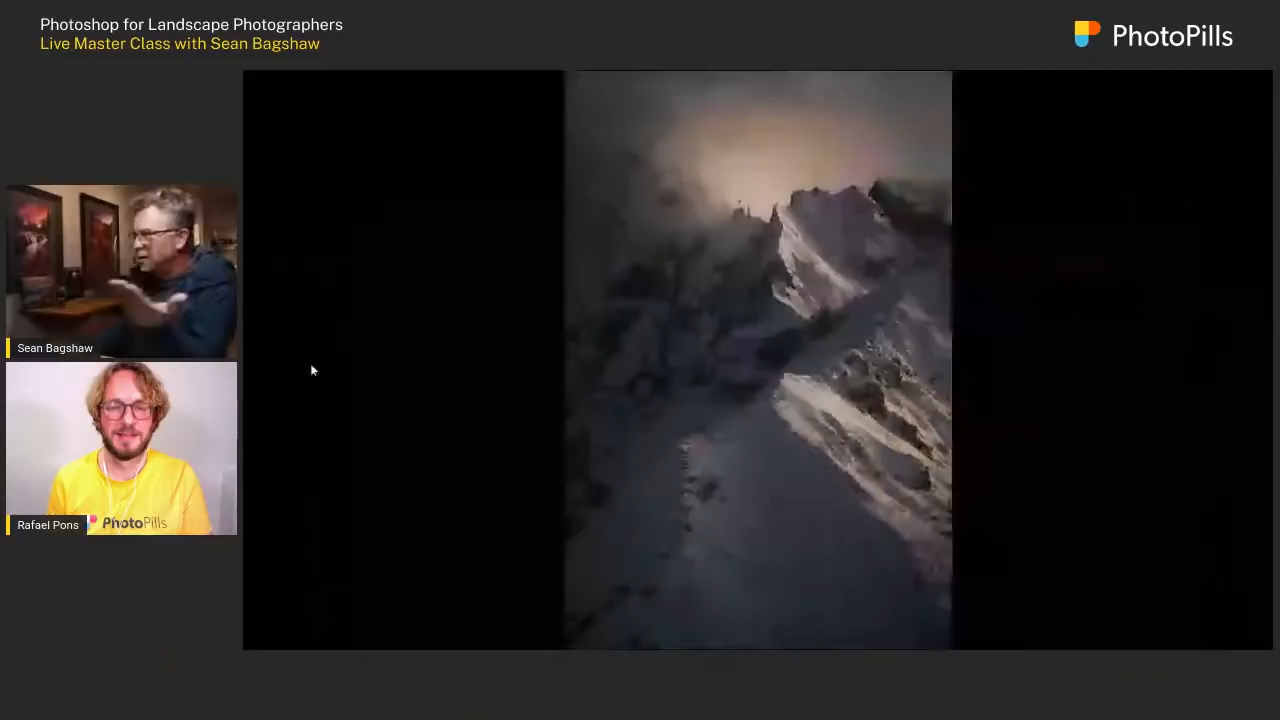 Photoshop for Landscape Photographers
Live Master Class with Sean Bagshaw
PhotoPills
Sean Bagshaw
PhotoPills
Rafael Pons